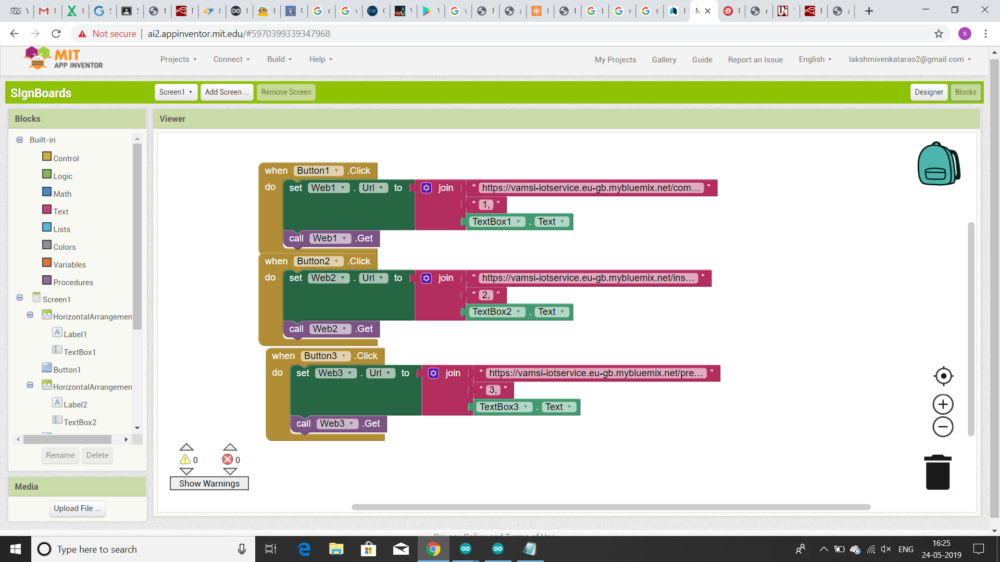 Not secure
ai2.appinventor.mit.edu/#5970399339347968
MIT
APP INVENTOR
Projects
Connect
Build
Help
My Projects
Gallery
Guide
Report an Issue
English
lakshmivenkatarao2@gmail.com
SIgnBoards
Screen1
Add Screen ...
Remove Screen
Designer
Blocks
Blocks
Built-in
Control
Logic
Math
Text
Lists
Colors
Variables
Procedures
Screen1
HorizontalArrangemen
Label1
TextBox1
Button1
HorizontalArrangemen
Label2
TextBox2
Rename
Delete
Media
Upload File ...
Viewer
when Button1 .Click
do set Web1 . Url to join “ https://vamsi-iotservice.eu-gb.mybluemix.net/com... ”
“ 1, ”
TextBox1 . Text
call Web1 .Get
when Button2 .Click
do set Web2 . Url to join “ https://vamsi-iotservice.eu-gb.mybluemix.net/ins... ”
“ 2, ”
TextBox2 . Text
call Web2 .Get
when Button3 .Click
do set Web3 . Url to join “ https://vamsi-iotservice.eu-gb.mybluemix.net/pre... ”
“ 3, ”
TextBox3 . Text
call Web3 .Get
0
0
Show Warnings
Privacy Policy and Terms of Use
Type here to search
ENG
16:25
24-05-2019